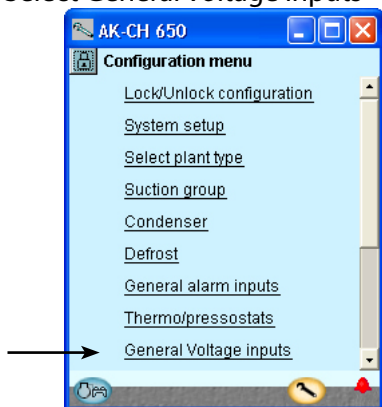 Select General Voltage inputs
AK-CH 650
Configuration menu
Lock/Unlock configuration
System setup
Select plant type
Suction group
Condenser
Defrost
General alarm inputs
Thermo/pressostats
General Voltage inputs